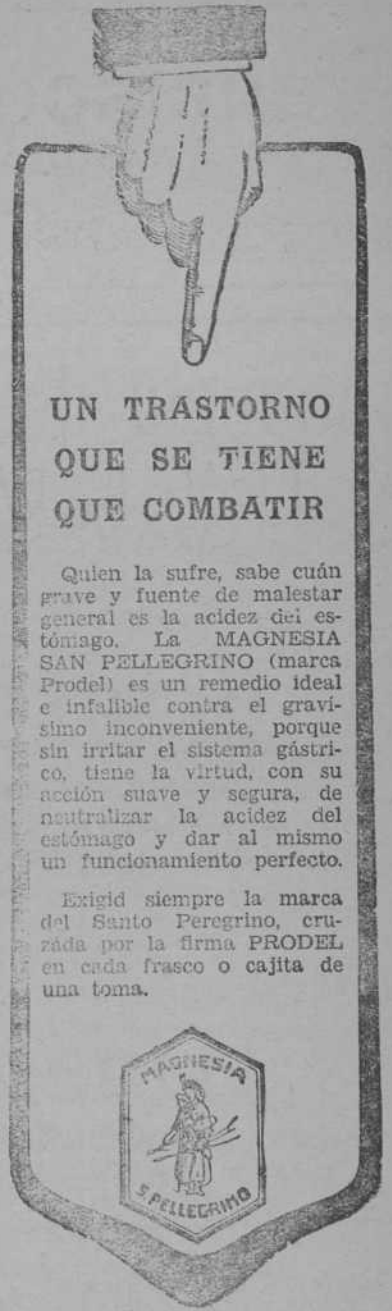 UN TRASTORNO
QUE SE TIENE
QUE COMBATIR
Quien la sufre, sabe cuán
grave y fuente de malestar
general es la acidez del es-
tómago. La MAGNESIA
SAN PELLEGRINO (marca
Prodel) es un remedio ideal
e infalible contra el graví-
simo inconveniente, porque
sin irritar el sistema gástri-
co, tiene la virtud, con su
acción suave y segura, de
neutralizar la acidez del
estómago y dar al mismo
un funcionamiento perfecto.
Exigid siempre la marca
del Santo Peregrino, cru-
záda por la firma PRODEL
en cada frasco o cajita de
una toma.
MAGNESIA
S. PELLEGRINO